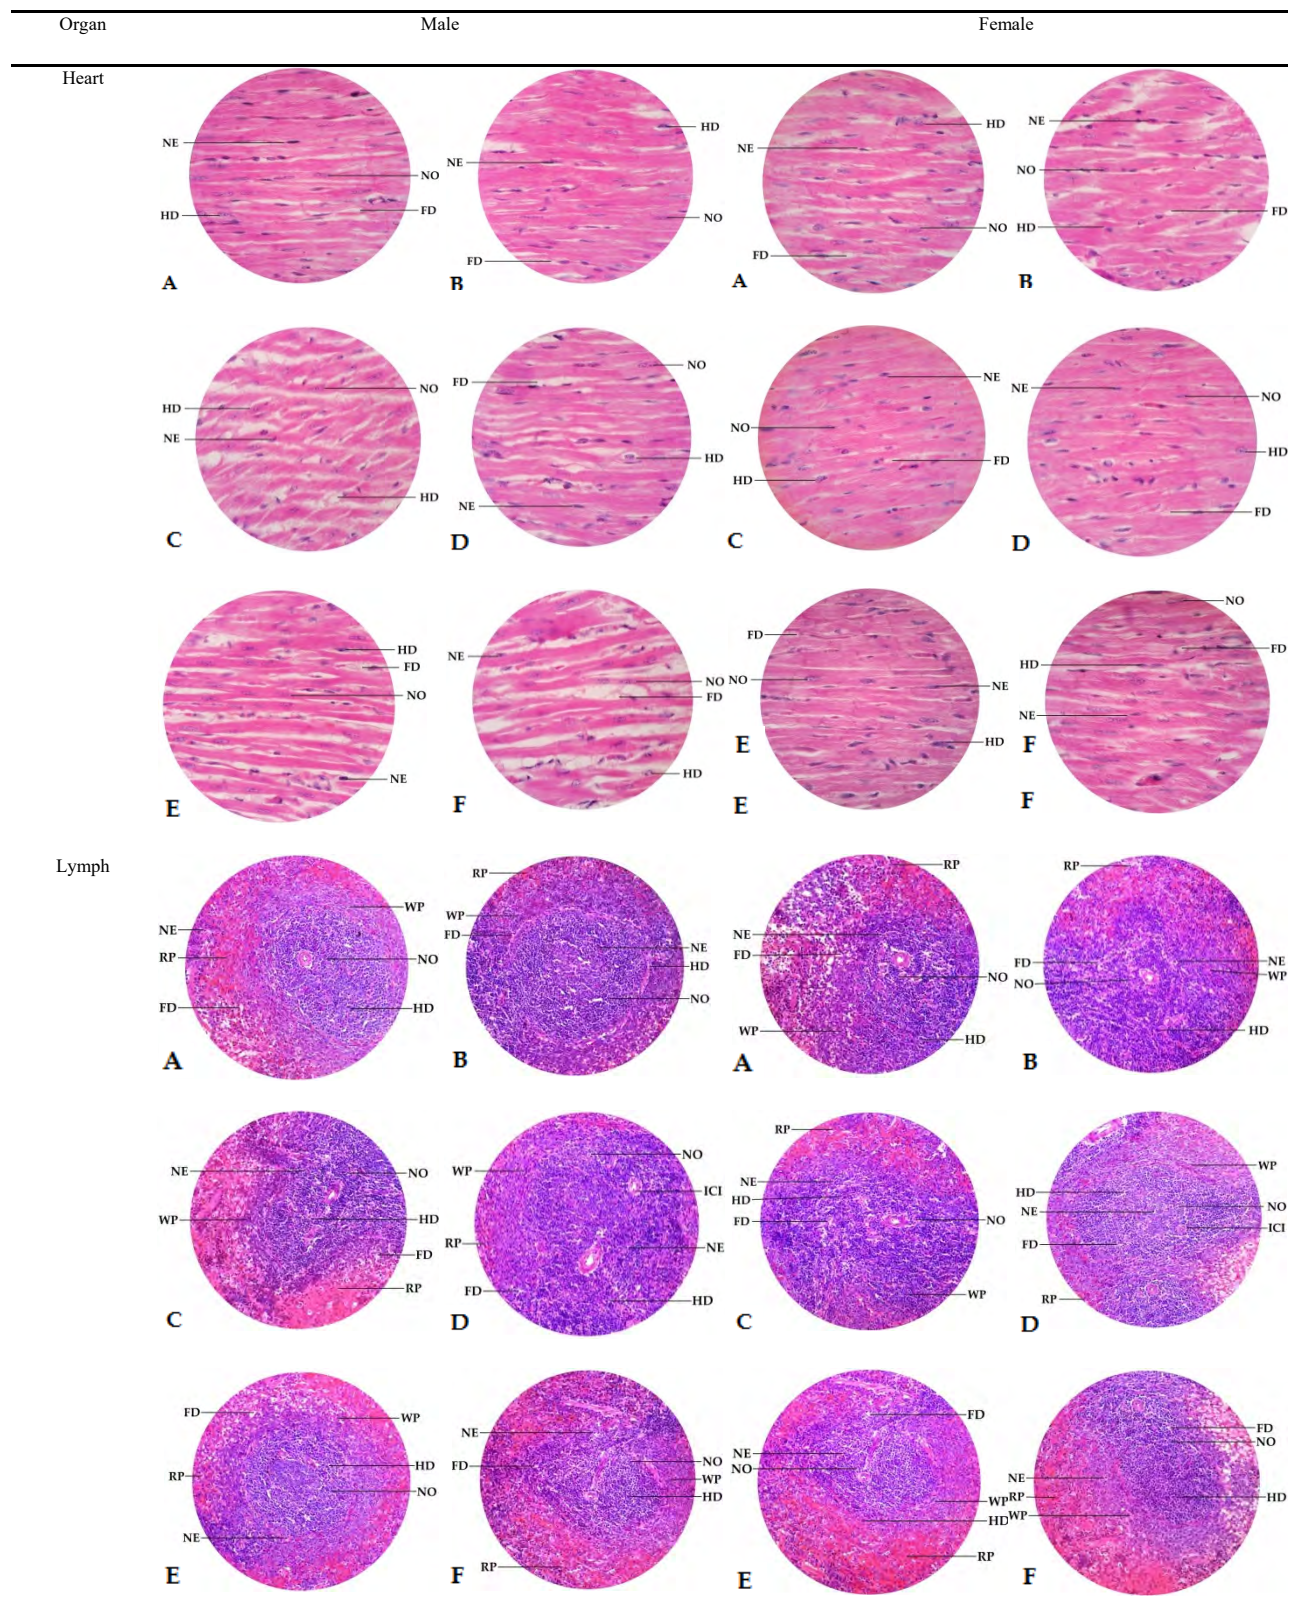 Organ Male Female
Heart
NE NO HD FD A
HD NE NO FD B
HD NE NO FD A
NE NO FD HD B
NO HD NE HD C
NO FD HD NE D
NE NO FD HD C
NE NO HD FD D
HD FD NO NE E
NE NO FD HD F
FD NO NE HD E E
NO FD HD NE F F
Lymph
WP NE RP NO FD HD A
RP WP FD NE HD NO B
RP NE FD NO WP HD A
RP FD NE WP NO HD B
NE NO WP HD FD RP C
NO WP ICI RP NE FD HD D
RP NE HD FD NO WP C
WP HD NE NO ICI FD RP D
FD WP HD RP NO NE E
NE NO FD WP HD RP F
FD NE NO WP HD RP E
FD NO NE RP HD WP F